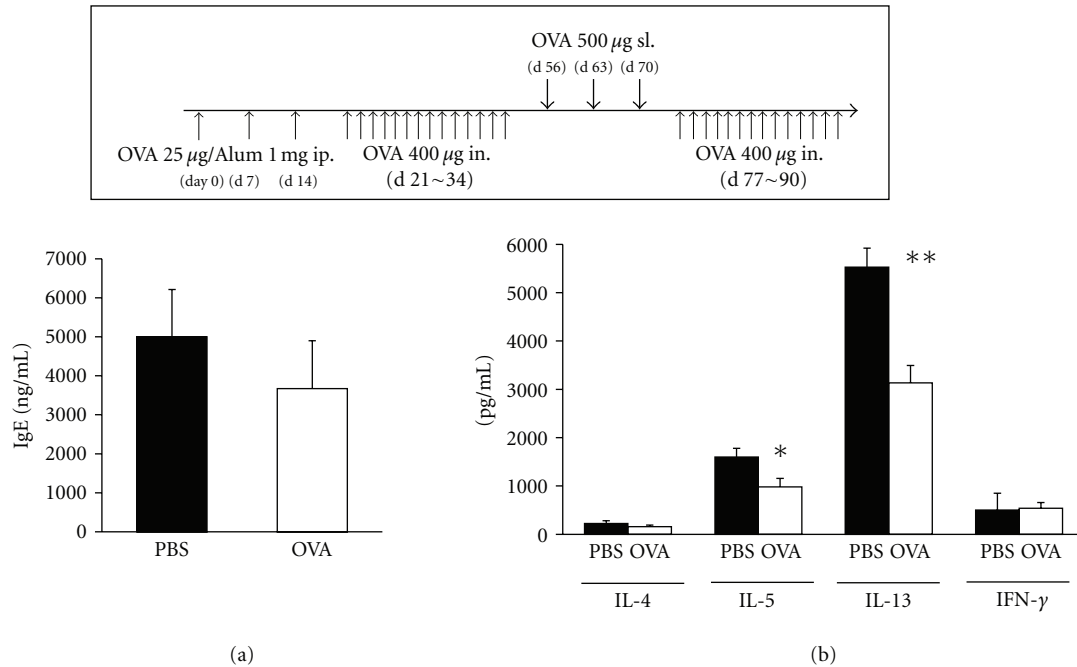 OVA 500 μg sl.
(d 56) (d 63) (d 70)
OVA 25 μg/Alum 1 mg ip.
(day 0) (d 7) (d 14)
OVA 400 μg in.
(d 21~34)
OVA 400 μg in.
(d 77~90)
IgE (ng/mL)
7000
6000
5000
4000
3000
2000
1000
0
PBS OVA
(a)
(pg/mL)
6000
5000
4000
3000
2000
1000
0
*
**
PBS OVA PBS OVA PBS OVA PBS OVA
IL-4 IL-5 IL-13 IFN-γ
(b)